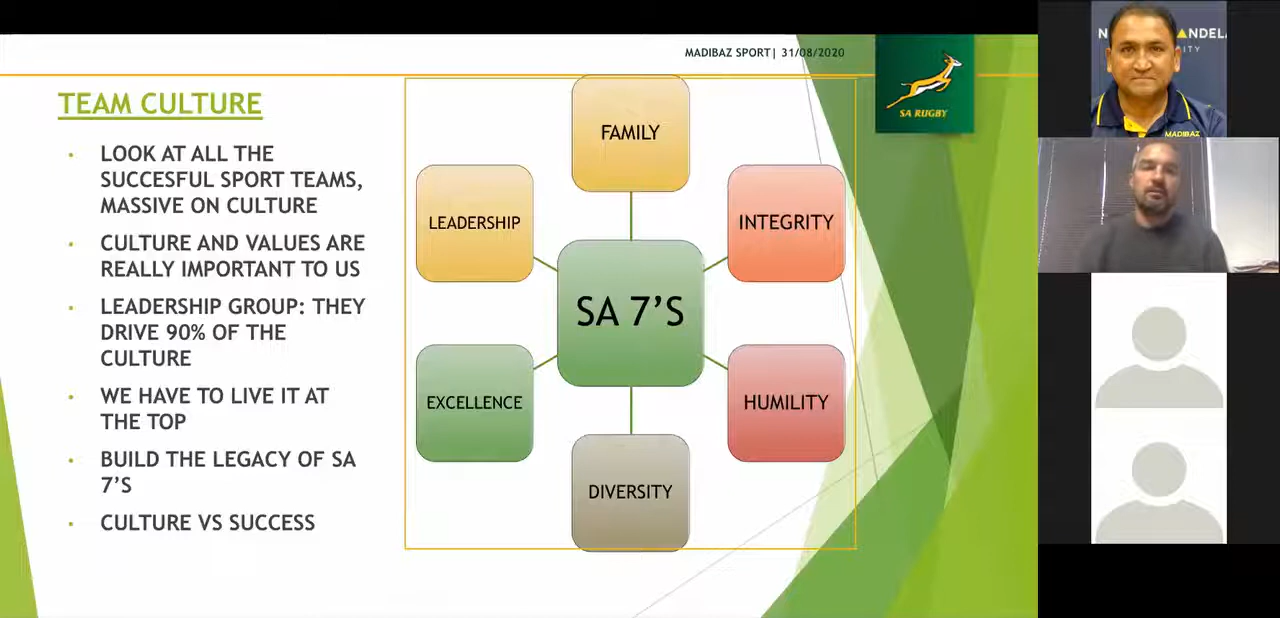 MADIBAZ SPORT| 31/08/2020
SA RUGBY
TEAM CULTURE
LOOK AT ALL THE
SUCCESFUL SPORT TEAMS,
MASSIVE ON CULTURE
CULTURE AND VALUES ARE
REALLY IMPORTANT TO US
LEADERSHIP GROUP: THEY
DRIVE 90% OF THE
CULTURE
WE HAVE TO LIVE IT AT
THE TOP
BUILD THE LEGACY OF SA
7'S
CULTURE VS SUCCESS
FAMILY
INTEGRITY
HUMILITY
DIVERSITY
EXCELLENCE
LEADERSHIP
SA 7'S
MADIBAZ